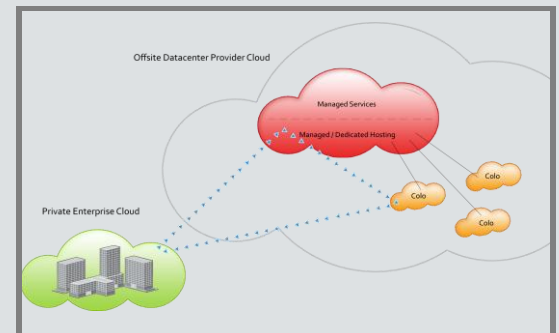 Offsite Datacenter Provider Cloud
Managed Services
Managed / Dedicated Hosting
Colo
Colo
Colo
Private Enterprise Cloud